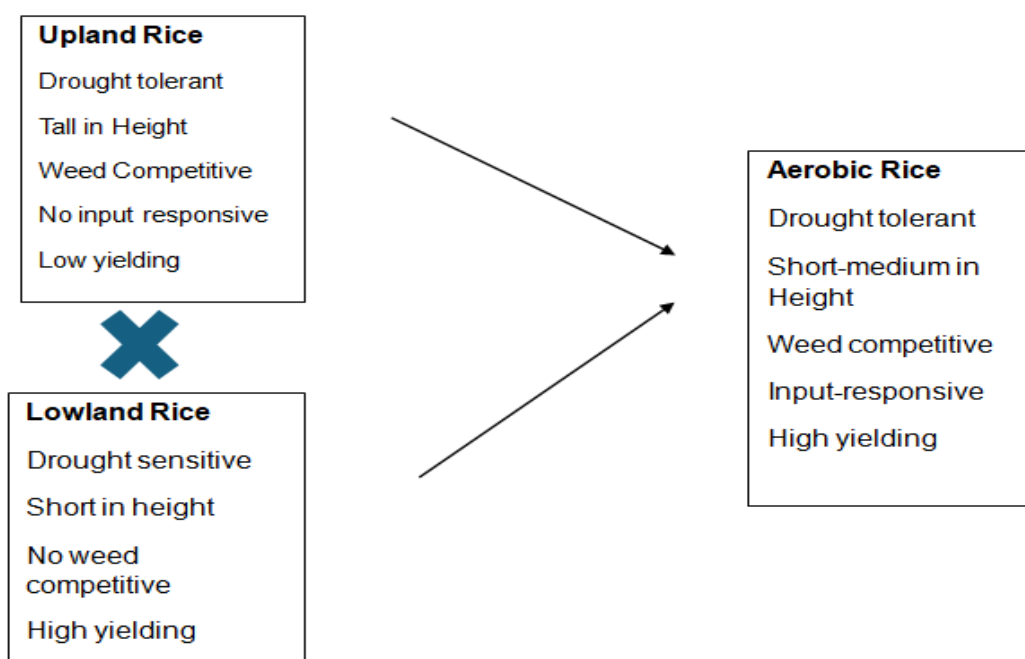 Upland Rice
Drought tolerant
Tall in Height
Weed Competitive
No input responsive
Low yielding
Lowland Rice
Drought sensitive
Short in height
No weed
competitive
High yielding
Aerobic Rice
Drought tolerant
Short-medium in
Height
Weed competitive
Input-responsive
High yielding